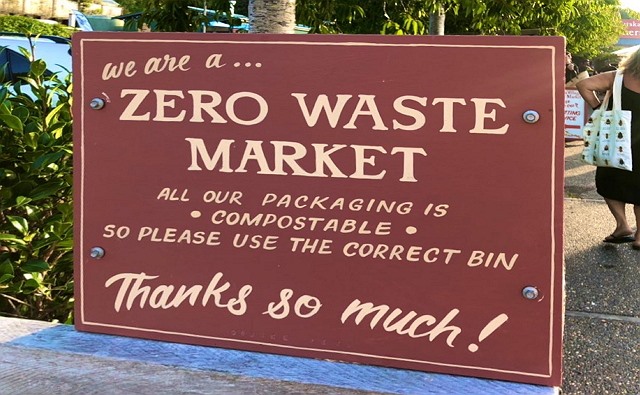 we are a ...
ZERO WASTE
MARKET
ALL OUR PACKAGING IS
• COMPOSTABLE •
SO PLEASE USE THE CORRECT BIN
Thanks so much!